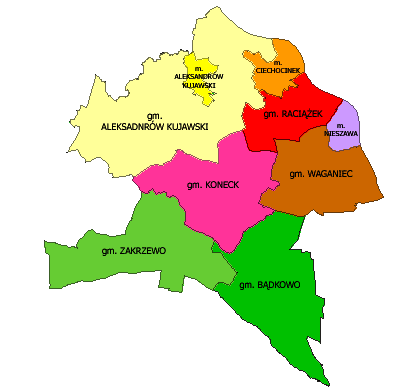 m.
CIECHOCINEK
m.
ALEKSANDRÓW
KUJAWSKI
gm.
ALEKSADNRÓW KUJAWSKI
gm. RACIĄŻEK
m.
NIESZAWA
gm. KONECK
gm. WAGANIEC
gm. ZAKRZEWO
gm. BĄDKOWO